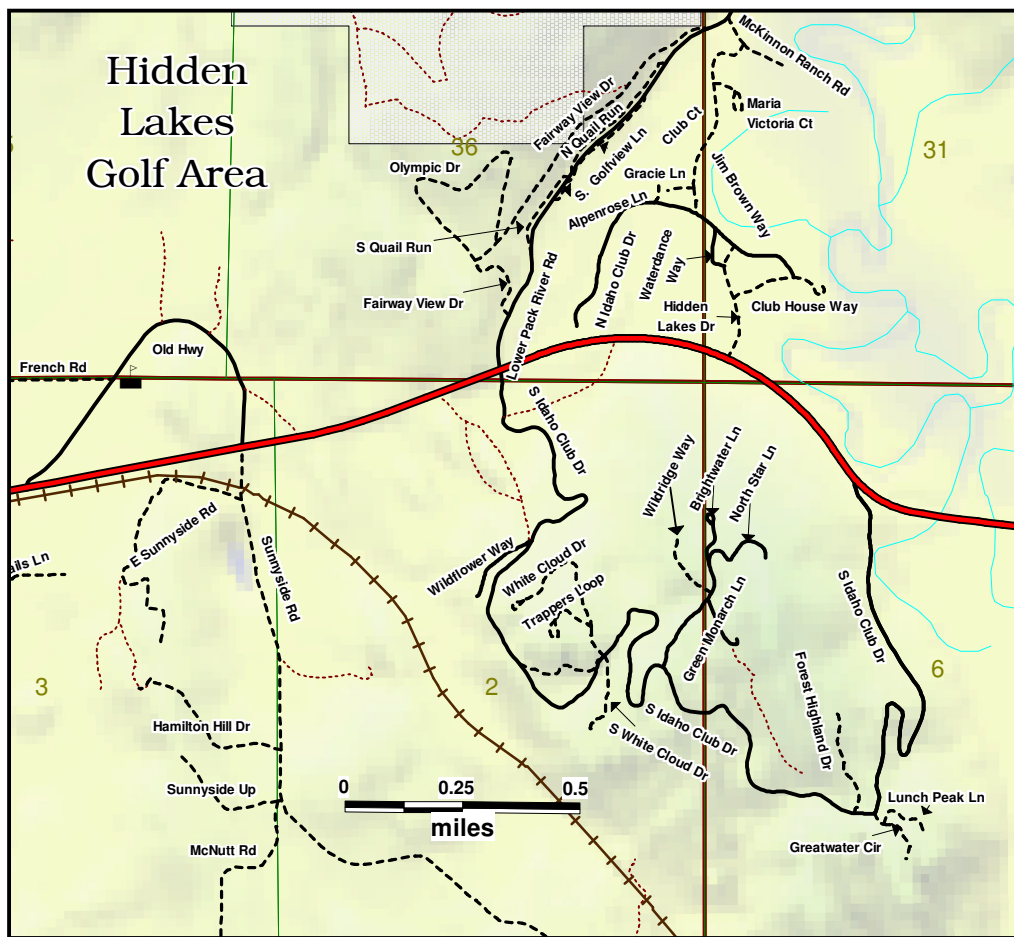 Hidden
Lakes
Golf Area
36
31
McKinnon Ranch Rd
Fairway View Dr
N Quail Run
S. Golfview Ln
Club Ct
Maria
Victoria Ct
Olympic Dr
Gracie Ln
Alpenrose Ln
Jim Brown Way
S Quail Run
Lower Pack River Rd
N Idaho Club Dr
Waterdance
Way
Fairway View Dr
Hidden
Lakes Dr
Club House Way
Old Hwy
French Rd
S Idaho Club Dr
Wildridge Way
Brightwater Ln
North Star Ln
E Sunnyside Rd
ails Ln
Sunnyside Rd
Wildflower Way
White Cloud Dr
Trappers Loop
Green Monarch Ln
S Idaho Club Dr
3
2
6
Forest Highland Dr
Hamilton Hill Dr
S Idaho Club Dr
S White Cloud Dr
Sunnyside Up
0 0.25 0.5
miles
Lunch Peak Ln
McNutt Rd
Greatwater Cir